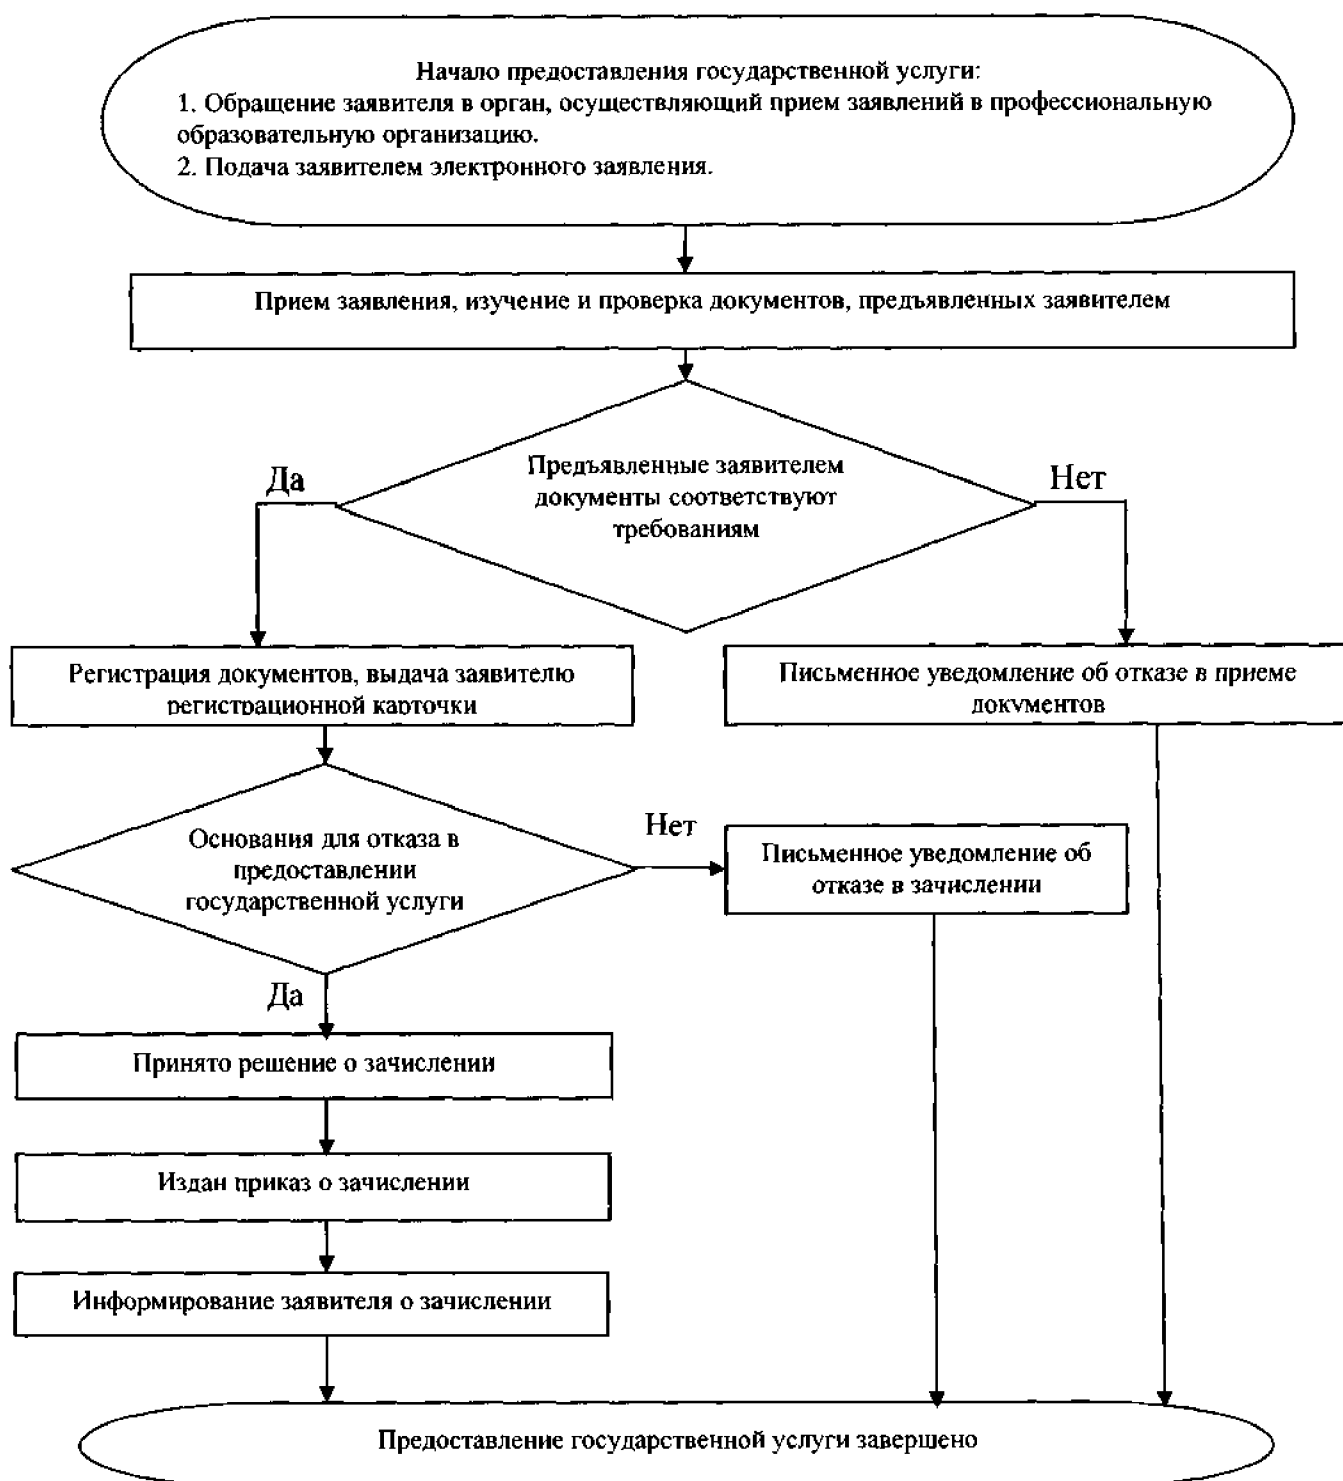 Начало предоставления государственной услуги:
1. Обращение заявителя в орган, осуществляющий прием заявлений в профессиональную
образовательную организацию.
2. Подача заявителем электронного заявления.
Прием заявления, изучение и проверка документов, предъявленных заявителем
Предъявленные заявителем
документы соответствуют
требованиям
Да
Нет
Регистрация документов, выдача заявителю
регистрационной карточки
Письменное уведомление об отказе в приеме
документов
Основания для отказа в
предоставлении
государственной услуги
Нет
Письменное уведомление об
отказе в зачислении
Да
Принято решение о зачислении
Издан приказ о зачислении
Информирование заявителя о зачислении
Предоставление государственной услуги завершено